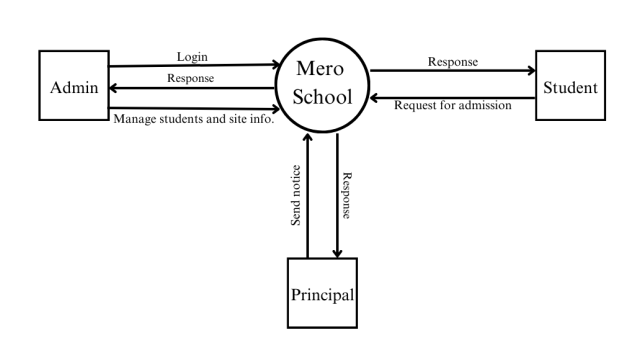 Login
Response
Mero
School
Response
Admin
Student
Request for admission
Manage students and site info.
Send notice
Response
Principal